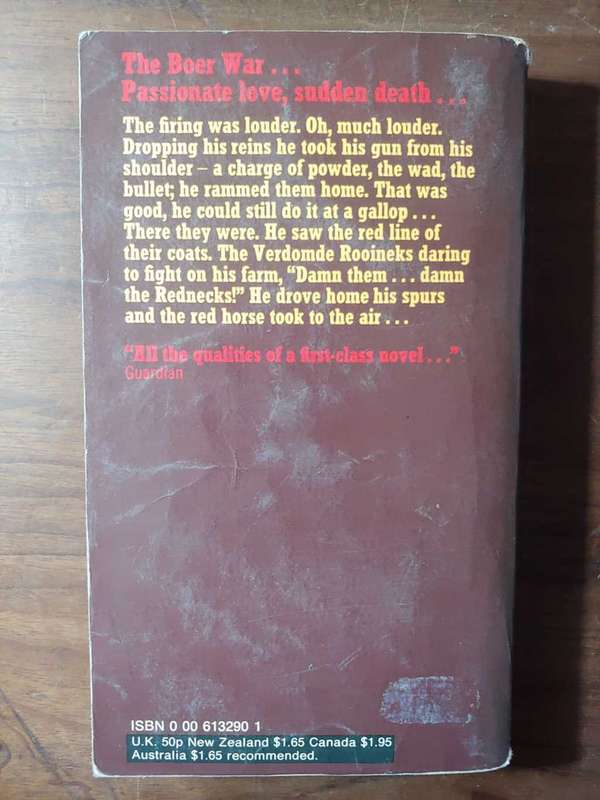 The Boer War...
Passionate love, sudden death...
The firing was louder. Oh, much louder.
Dropping his reins he took his gun from his
shoulder – a charge of powder, the wad, the
bullet; he rammed them home. That was
good, he could still do it at a gallop...
There they were. He saw the red line of
their coats. The Verdomde Rooineks daring
to fight on his farm, "Damn them...damn
the Rednecks!" He drove home his spurs
and the red horse took to the air...
"All the qualities of a first-class novel..."
Guardian
ISBN 0 00 613290 1
U.K. 50p New Zealand $1.65 Canada $1.95
Australia $1.65 recommended.